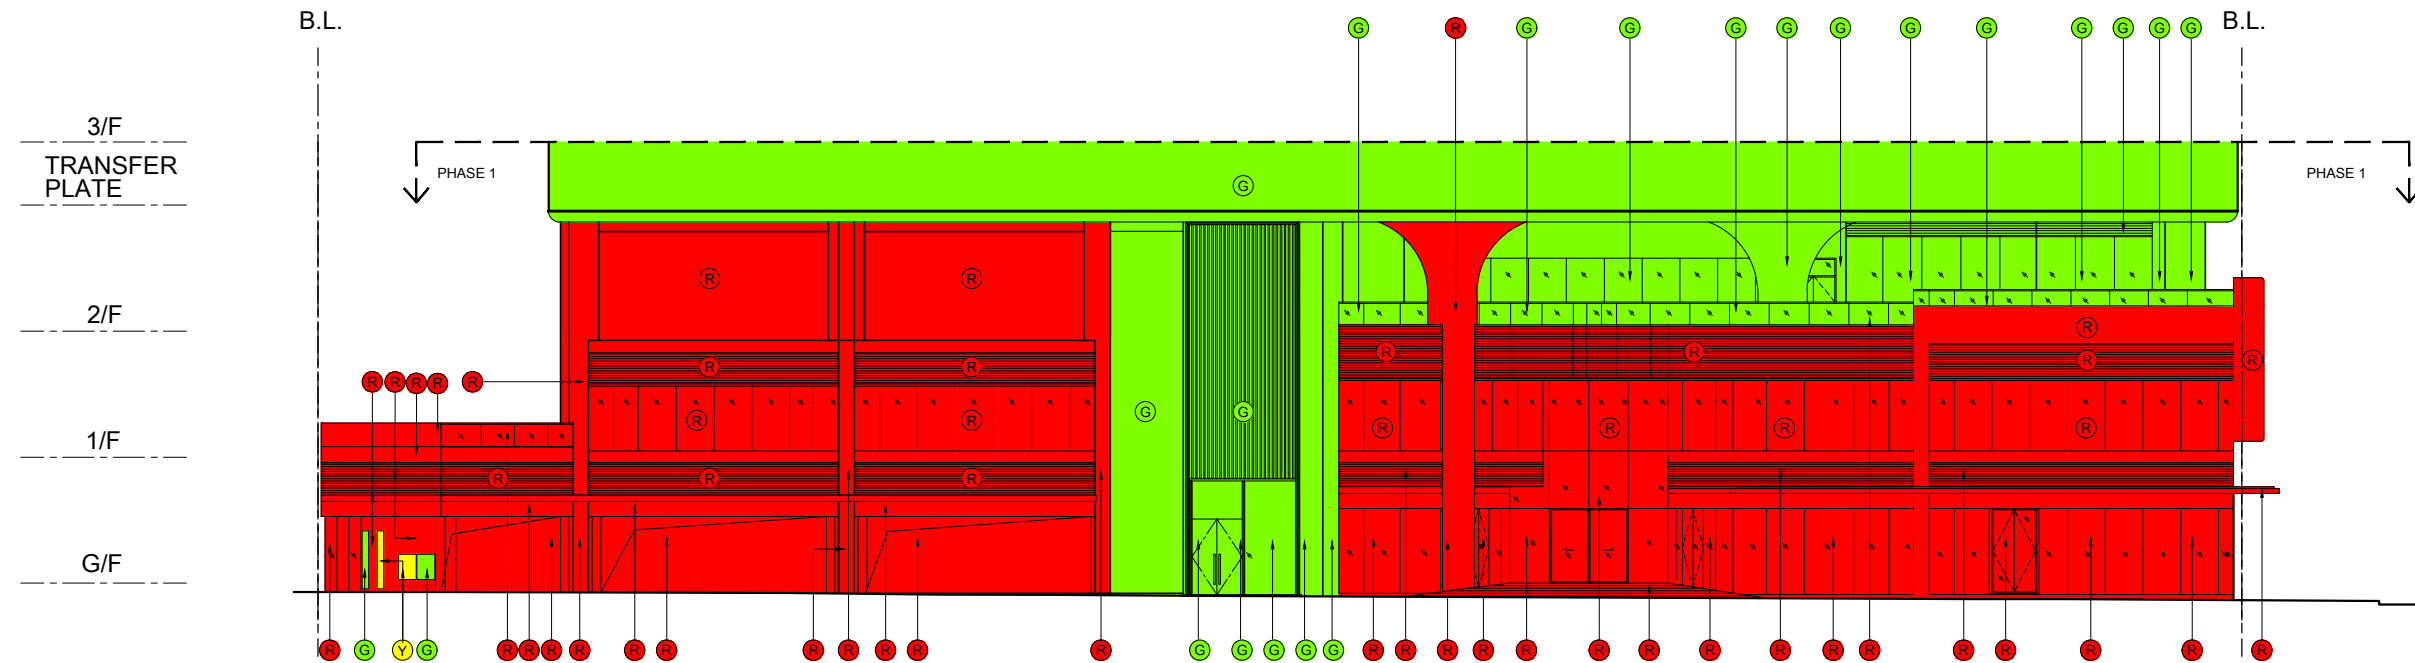 B.L. G R G G G G G G G G G G G B.L.
3/F
TRANSFER
PLATE
PHASE 1
G
PHASE 1
R R
2/F
R R R
R R R R
R R R R R
R R G G
R R R R R R
1/F
R R R
G/F
R G Y G R R R R R R R R R R R G G G G G R R R R R R R R R R R R R R R R